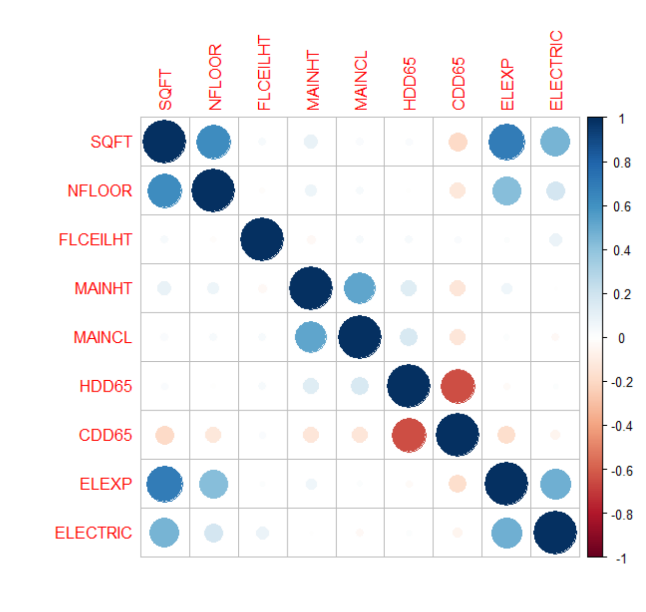 SQFT
NFLOOR
FLCEILHT
MAINHT
MAINCL
HDD65
CDD65
ELEXP
ELECTRIC
SQFT
NFLOOR
FLCEILHT
MAINHT
MAINCL
HDD65
CDD65
ELEXP
ELECTRIC
1
0.8
0.6
0.4
0.2
0
-0.2
-0.4
-0.6
-0.8
-1